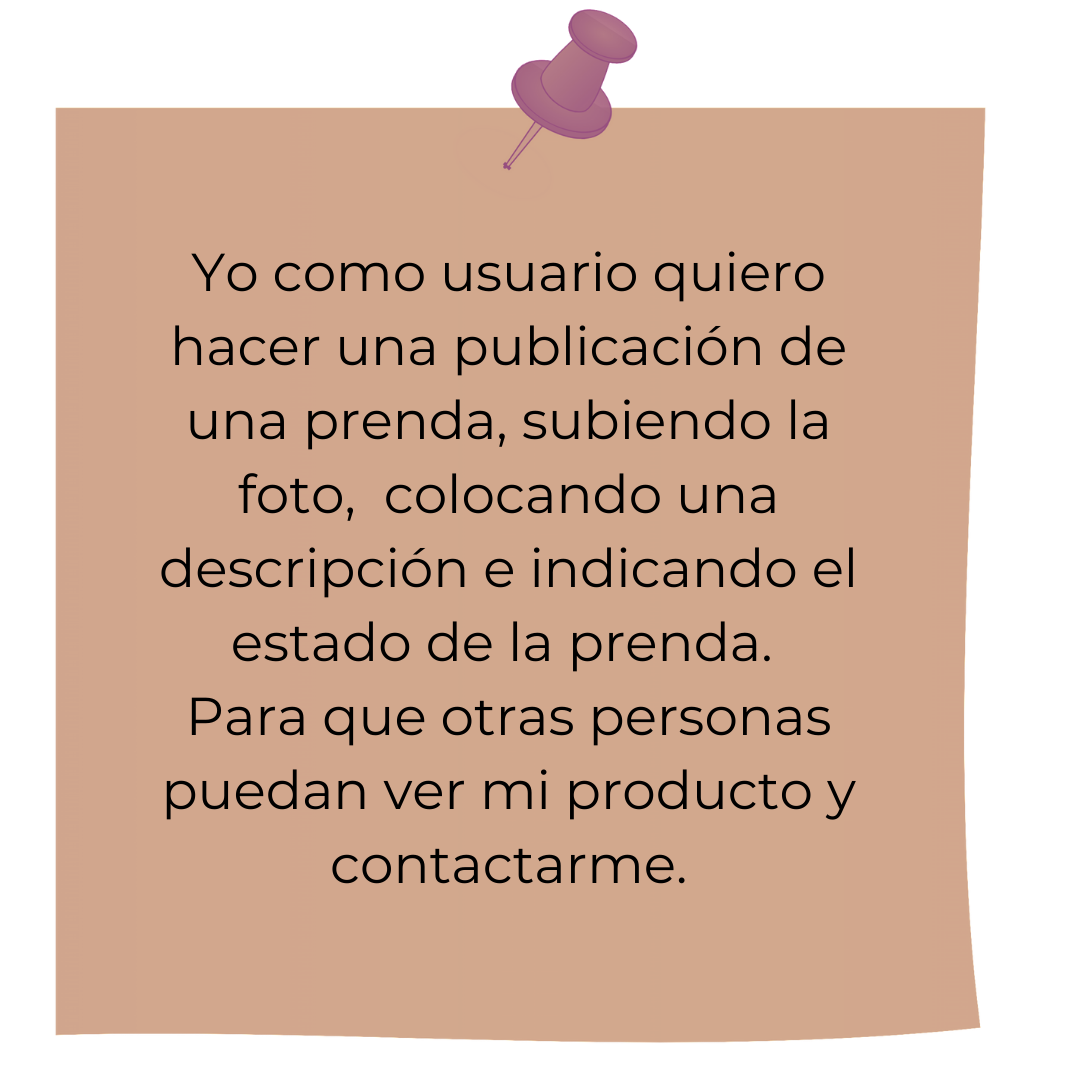 Yo como usuario quiero
hacer una publicación de
una prenda, subiendo la
foto,  colocando una
descripción e indicando el
estado de la prenda.
Para que otras personas
puedan ver mi producto y
contactarme.